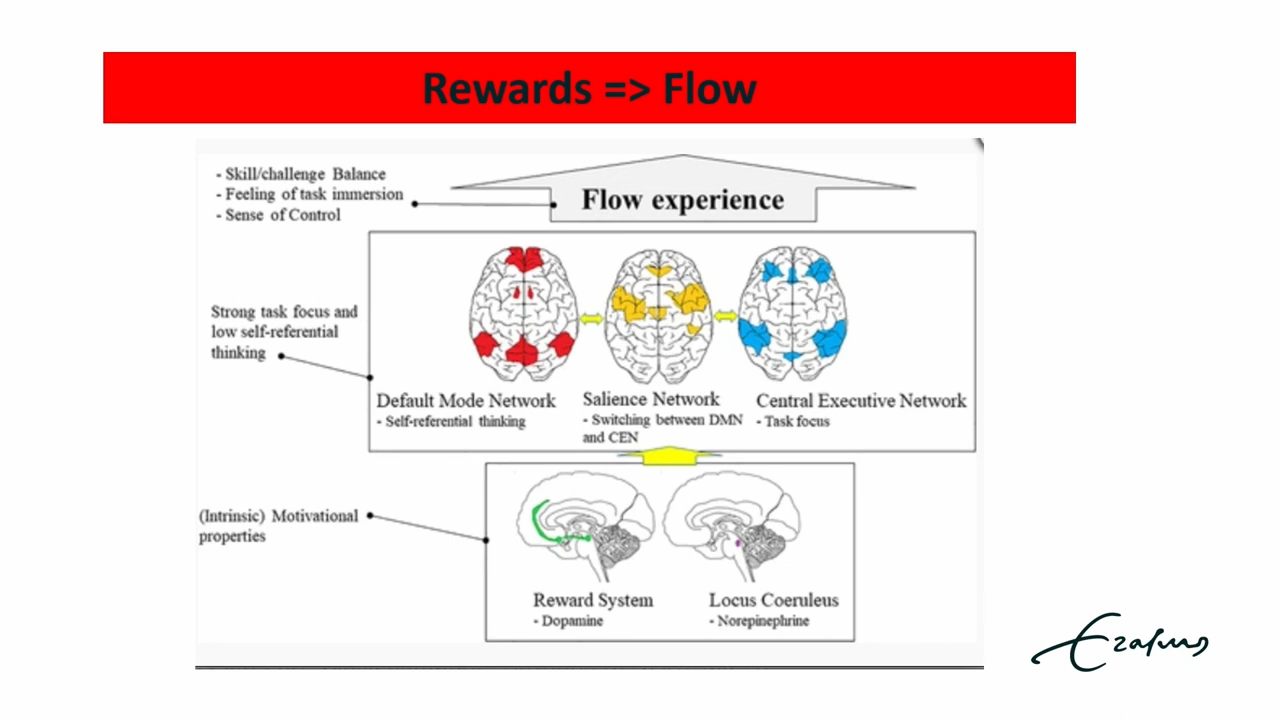 Rewards => Flow
- Skill/challenge Balance
- Feeling of task immersion
- Sense of Control
Flow experience
Strong task focus and
low self-referential
thinking
Default Mode Network
- Self-referential thinking
Salience Network
- Switching between DMN
and CEN
Central Executive Network
- Task focus
(Intrinsic) Motivational
properties
Reward System
- Dopamine
Locus Coeruleus
- Norepinephrine
Erasmus